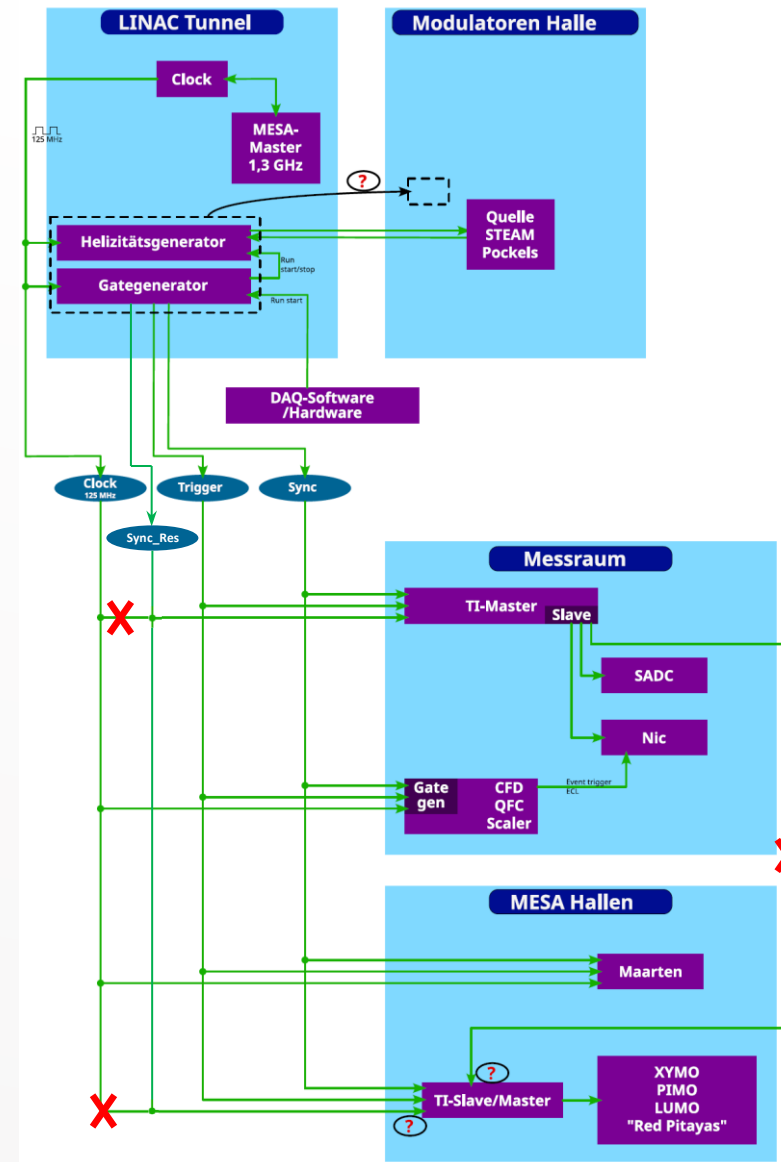 LINAC Tunnel
Modulatoren Halle
Clock
MESA-
Master
1,3 GHz
125 MHz
?
Quelle
STEAM
Pockels
Helizitätsgenerator
Run
start/stop
Gategenerator
Run start
DAQ-Software
/Hardware
Clock
125 MHz
Trigger
Sync
Sync_Res
Messraum
TI-Master
Slave
X
SADC
Nic
Gate
gen
CFD
QFC
Scaler
Event trigger
ECL
MESA Hallen
Maarten
?
TI-Slave/Master
XYMO
PIMO
LUMO
"Red Pitayas"
X
?